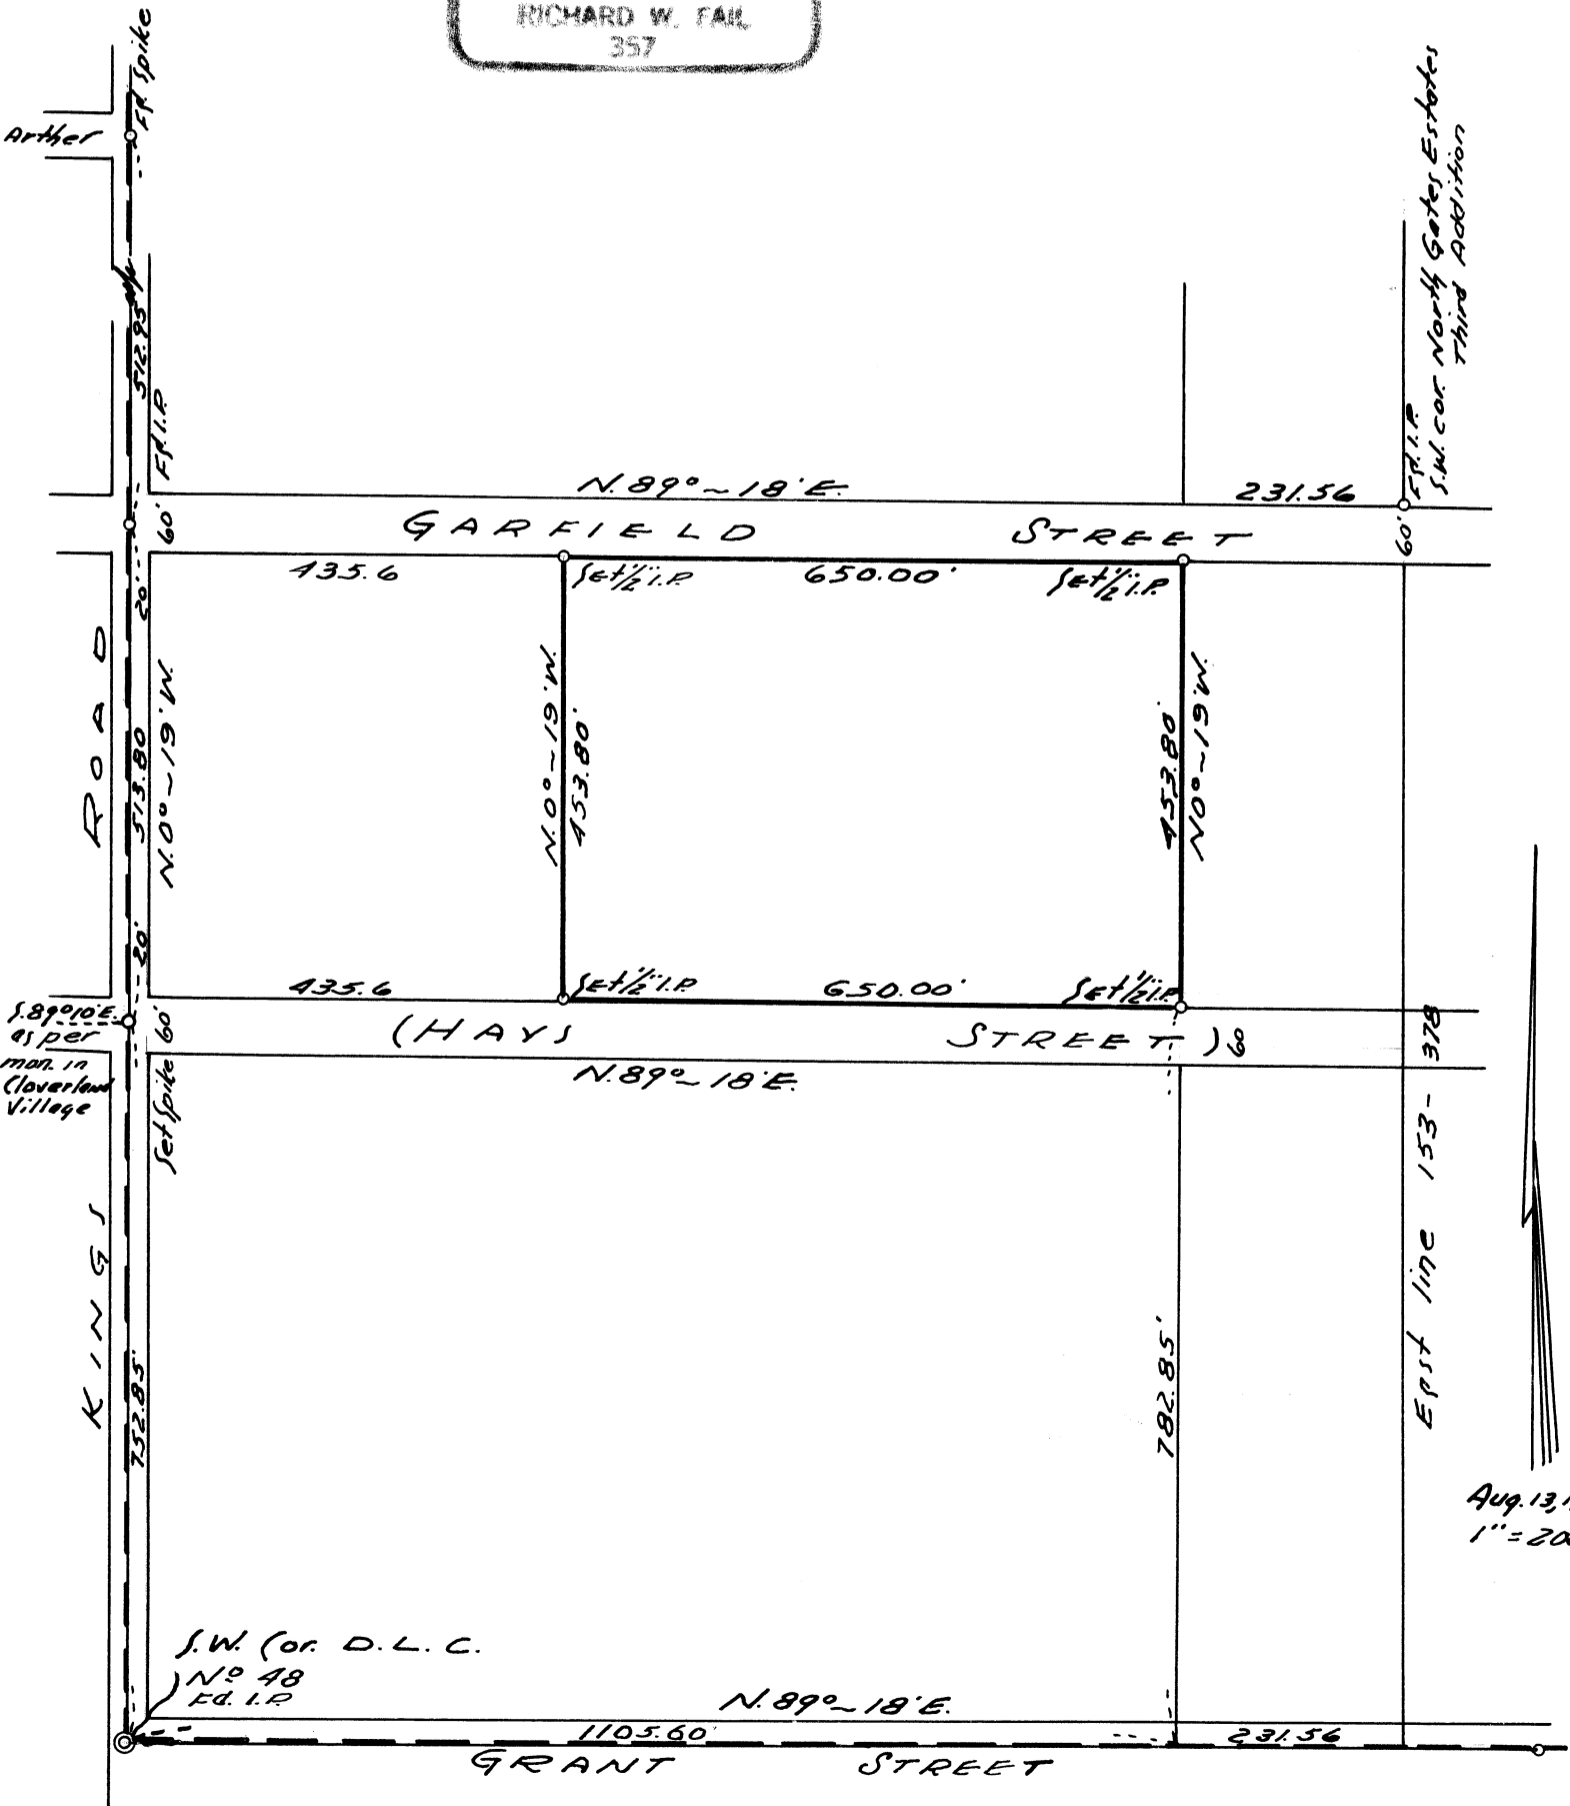 RICHARD W. FAIL
357
Fd. Spike
Arther
S.W. cor. North Gates Estates
Third Addition
Fd. I.P.
512.95'
Fd. I.P.
N. 89° ~ 18' E.
231.56
60'
GARFIELD STREET
60'
435.6
Set 1/2" I.P.
650.00'
Set 1/2" I.P.
20'
ROAD
513.80
N. 0° ~ 19' W.
N. 0° ~ 19' W.
453.80'
453.80'
N 0° ~ 19' W.
20'
435.6
Set 1/2" I.P.
650.00'
Set 1/2" I.P.
S. 89° 10' E.
as per
mon. in
Cloverland
Village
60'
(HAYS STREET)
60
Set Spike
N. 89° ~ 18' E.
East line 153-378
KINGS
752.85'
782.85'
Aug. 13,
1" = 20
S.W. Cor. D.L.C.
No 48
Fd. I.P.
N. 89° ~ 18' E.
1105.60'
231.56
GRANT STREET